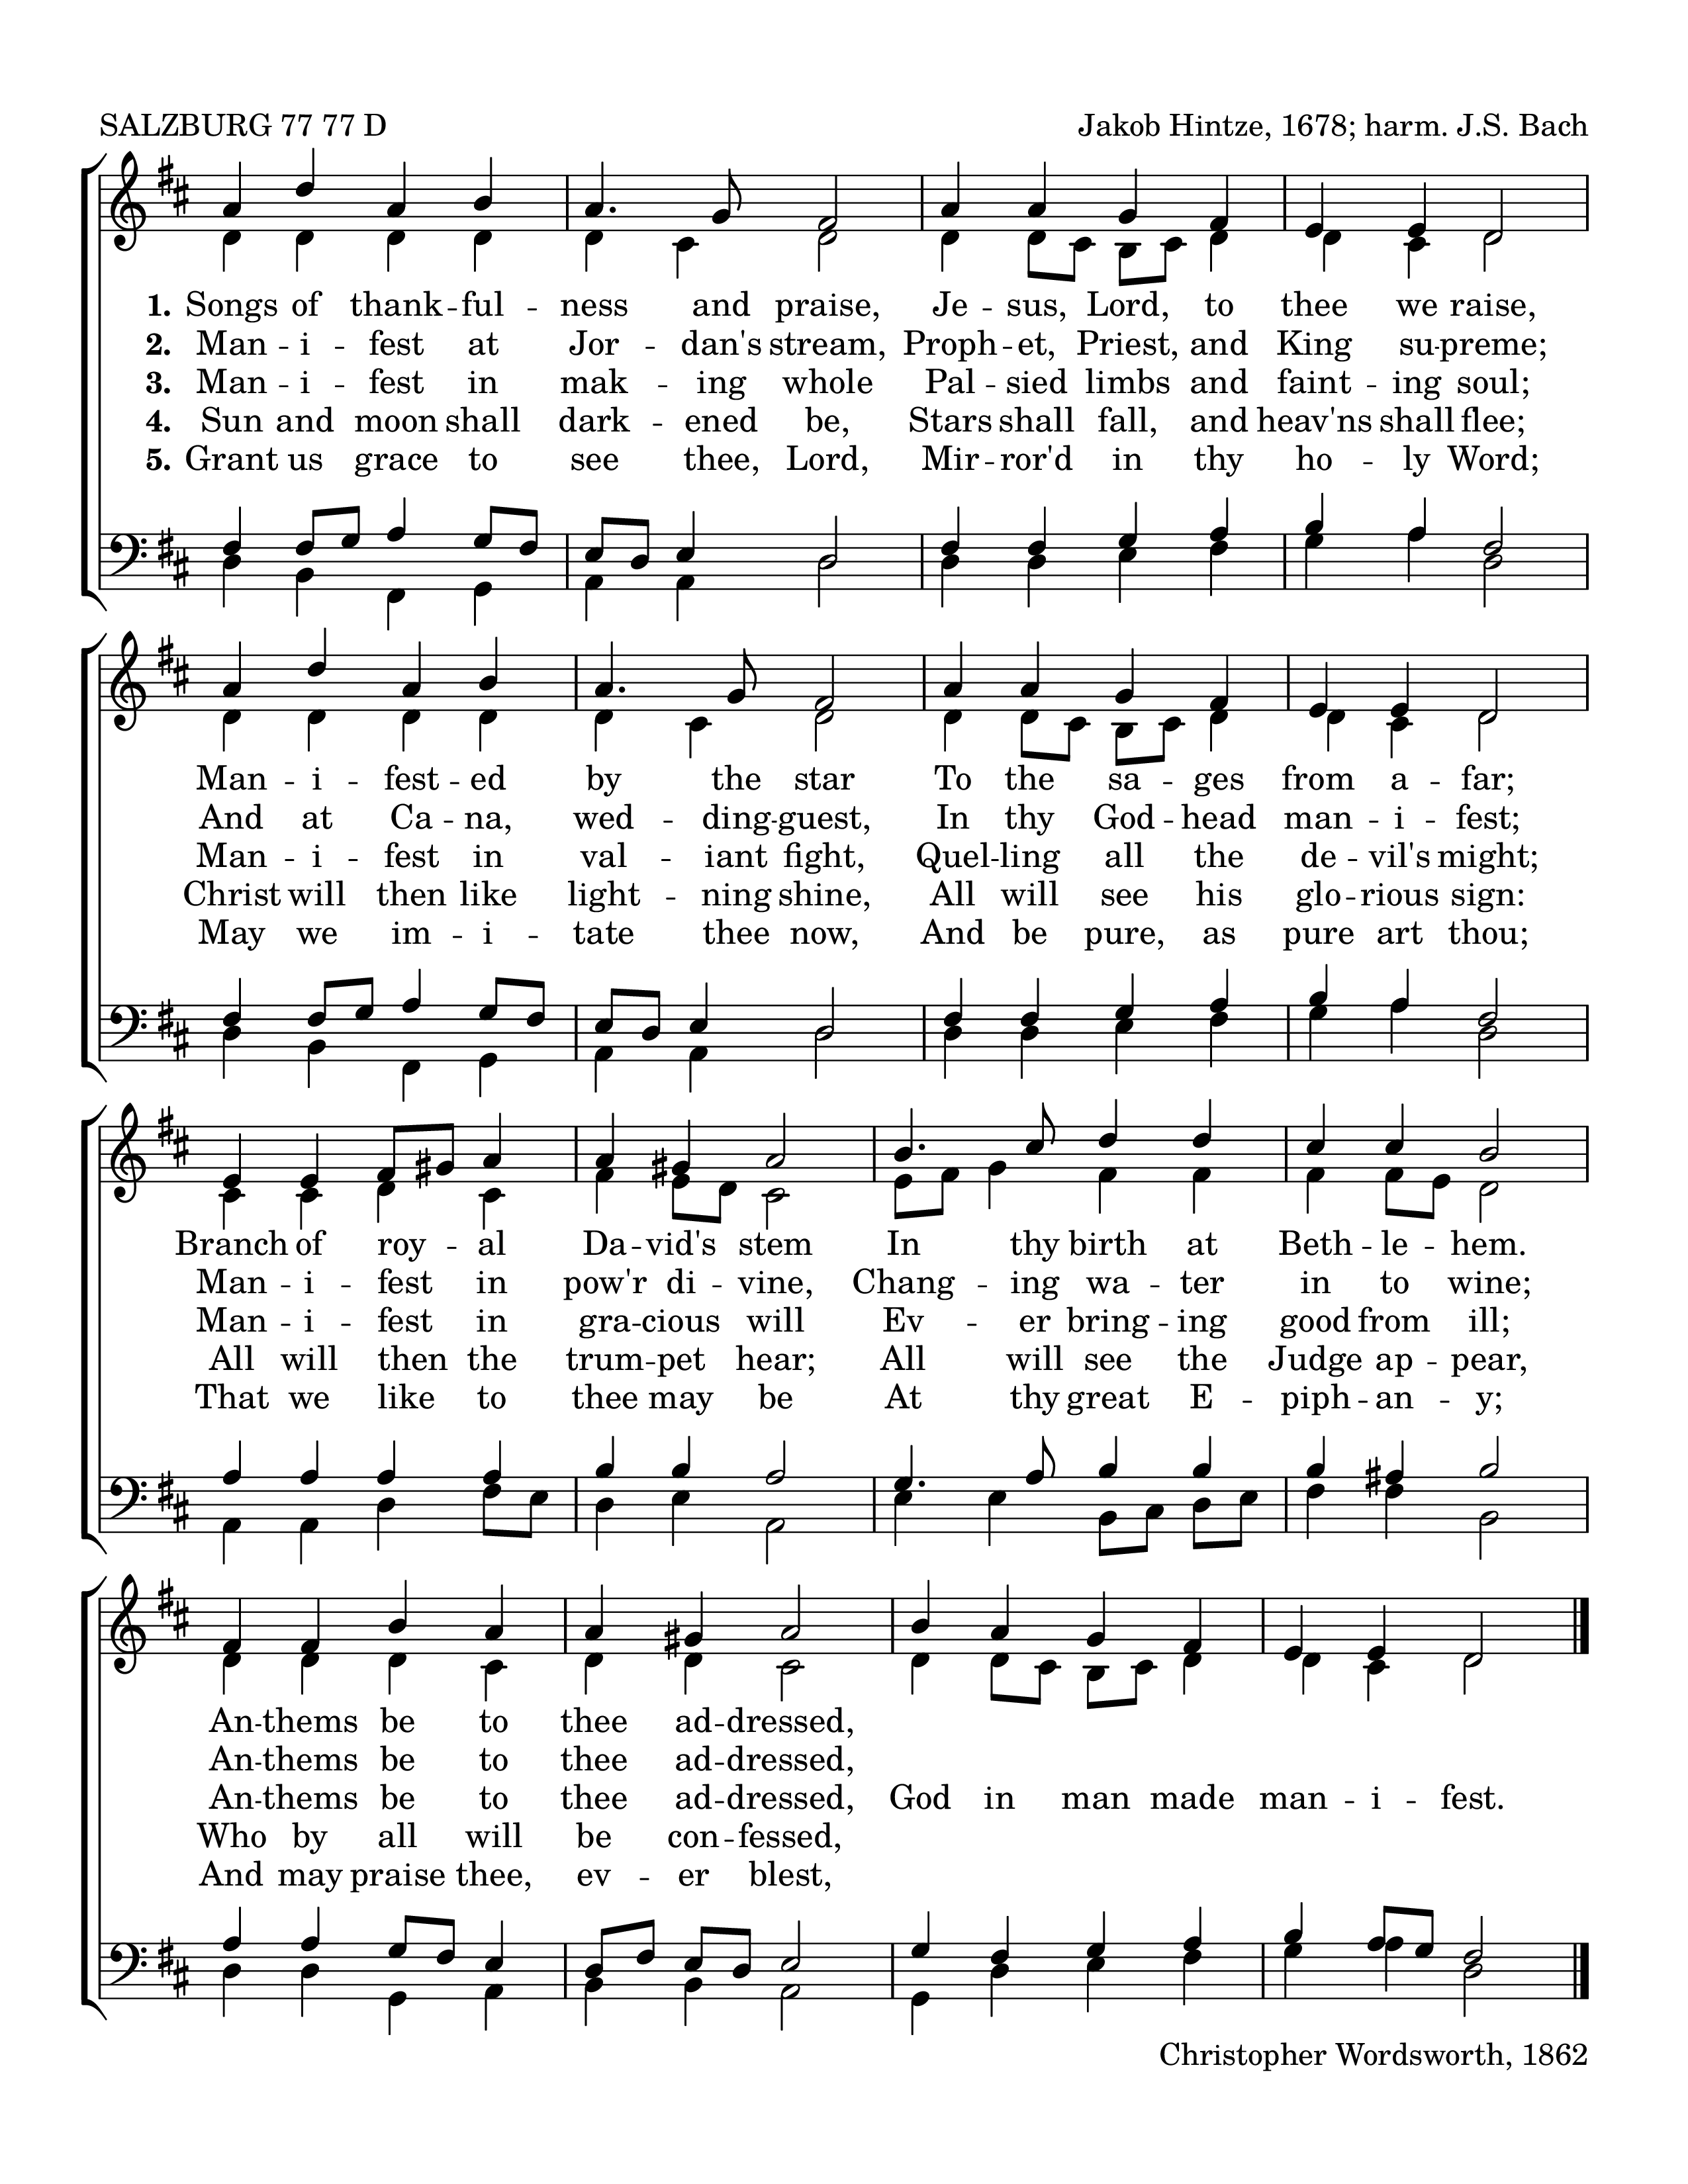 SALZBURG 77 77 D
Jakob Hintze, 1678; harm. J.S. Bach
1. Songs of thank -- ful -- ness and praise, Je -- sus, Lord, to thee we raise,
2. Man -- i -- fest at Jor -- dan's stream, Proph -- et, Priest, and King su -- preme;
3. Man -- i -- fest in mak -- ing whole Pal -- sied limbs and faint -- ing soul;
4. Sun and moon shall dark -- ened be, Stars shall fall, and heav'ns shall flee;
5. Grant us grace to see thee, Lord, Mir -- ror'd in thy ho -- ly Word;
Man -- i -- fest -- ed by the star To the sa -- ges from a -- far;
And at Ca -- na, wed -- ding -- guest, In thy God -- head man -- i -- fest;
Man -- i -- fest in val -- iant fight, Quel -- ling all the de -- vil's might;
Christ will then like light -- ning shine, All will see his glo -- rious sign:
May we im -- i -- tate thee now, And be pure, as pure art thou;
Branch of roy -- al Da -- vid's stem In thy birth at Beth -- le -- hem.
Man -- i -- fest in pow'r di -- vine, Chang -- ing wa -- ter in to wine;
Man -- i -- fest in gra -- cious will Ev -- er bring -- ing good from ill;
All will then the trum -- pet hear; All will see the Judge ap -- pear,
That we like to thee may be At thy great E -- piph -- an -- y;
An -- thems be to thee ad -- dressed,
An -- thems be to thee ad -- dressed,
An -- thems be to thee ad -- dressed, God in man made man -- i -- fest.
Who by all will be con -- fessed,
And may praise thee, ev -- er blest,
Christopher Wordsworth, 1862